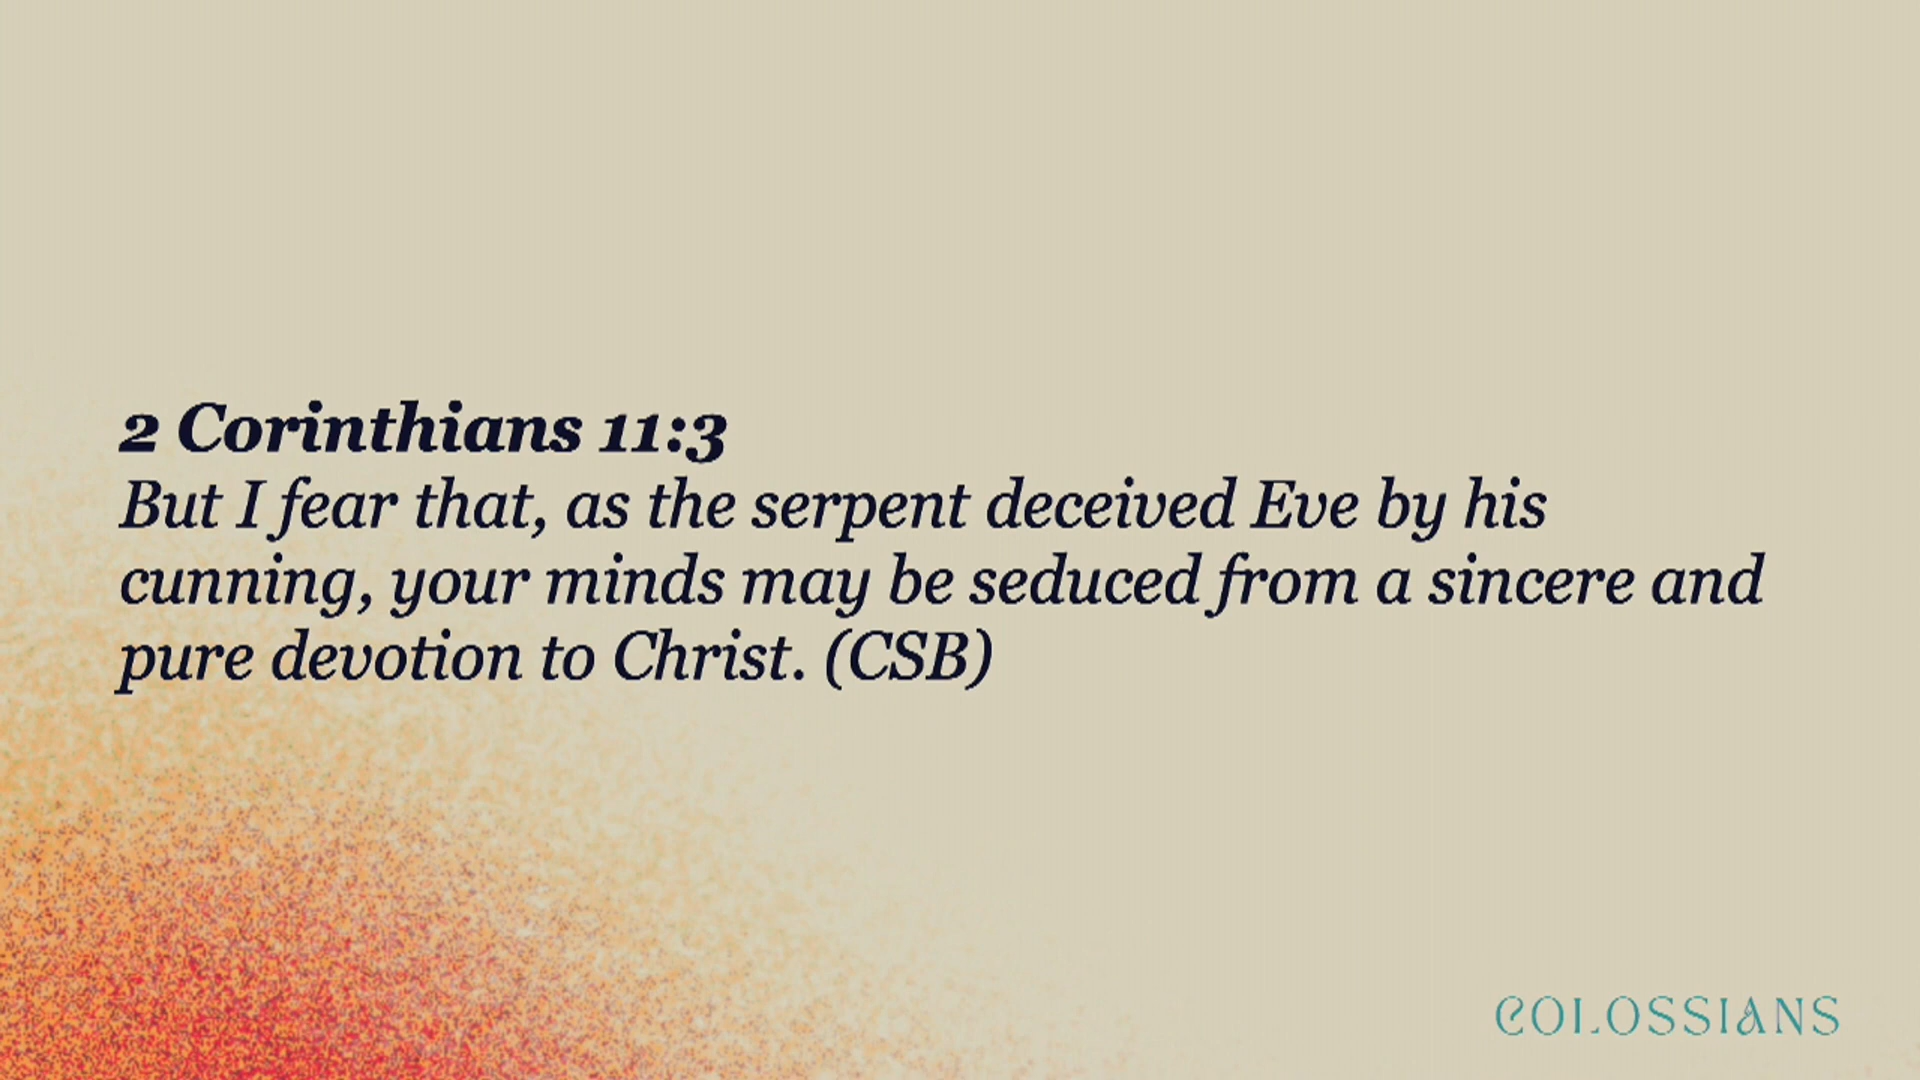 2 Corinthians 11:3
But I fear that, as the serpent deceived Eve by his
cunning, your minds may be seduced from a sincere and
pure devotion to Christ. (CSB)
COLOSSIANS